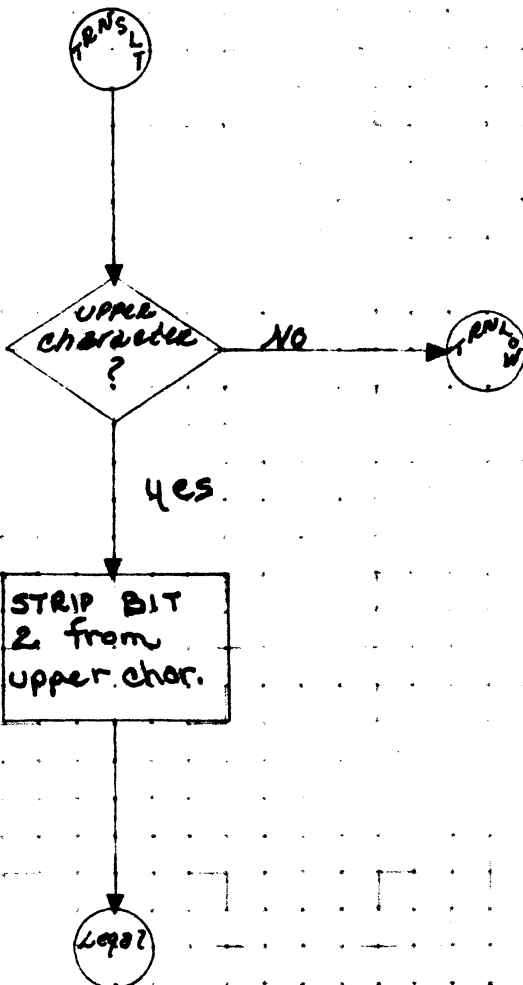 TRNSLT
UPPER
character
?
NO
TRNLOW
yes
STRIP BIT
2 from
upper char.
Legal